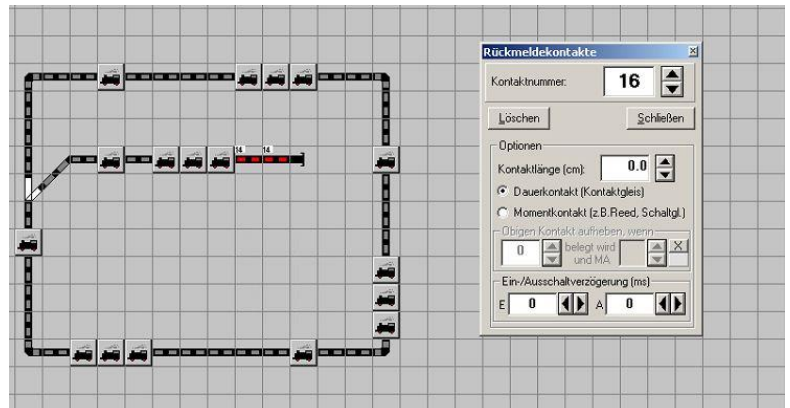 Rückmeldekontakte
Kontaktnummer:
16
Löschen
Schließen
Optionen
Kontaktlänge (cm):
0.0
Dauerkontakt (Kontaktgleis)
Momentkontakt (z.B.Reed, Schaltgl.)
Obigen Kontakt aufheben, wenn
0 belegt wird
und MA
X
Ein-/Ausschaltverzögerung (ms)
E 0 A 0
14 14